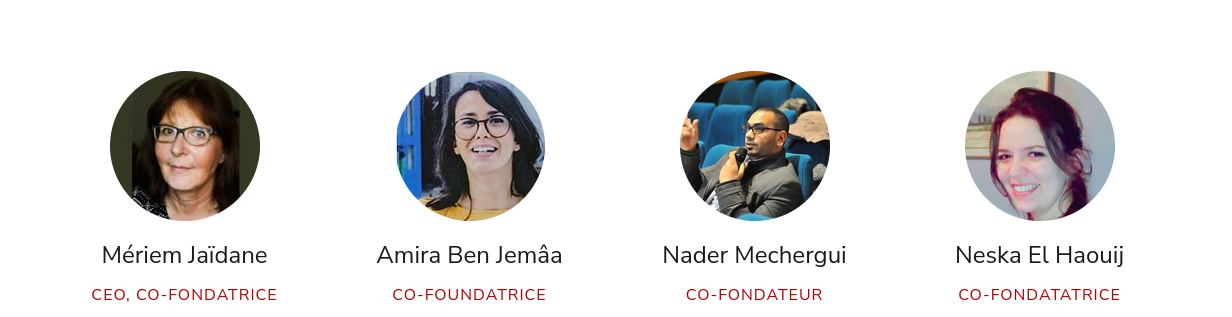 Mériem Jaïdane
CEO, CO-FONDATRICE
Amira Ben Jemâa
CO-FOUNDATRICE
Nader Mechergui
CO-FONDATEUR
Neska El Haouij
CO-FONDATATRICE